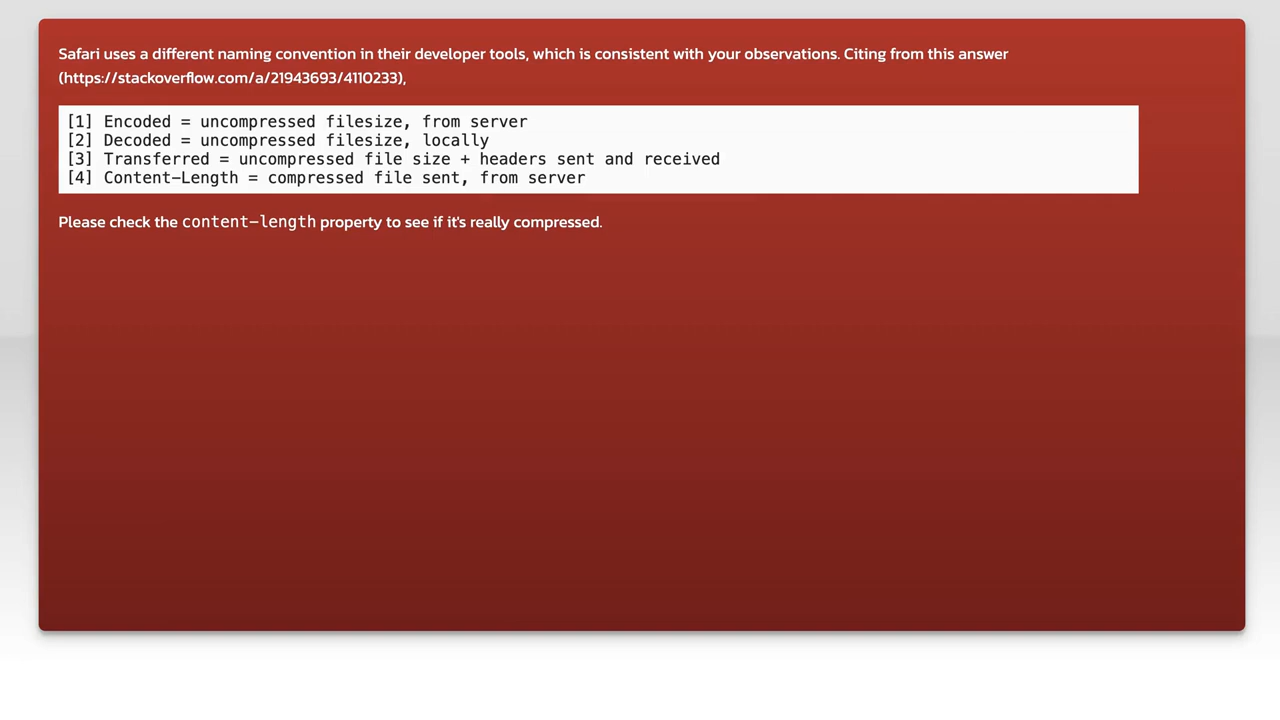 Safari uses a different naming convention in their developer tools, which is consistent with your observations. Citing from this answer
(https://stackoverflow.com/a/21943693/4110233),
[1] Encoded = uncompressed filesize, from server
[2] Decoded = uncompressed filesize, locally
[3] Transferred = uncompressed file size + headers sent and received
[4] Content-Length = compressed file sent, from server
Please check the content-length property to see if it's really compressed.